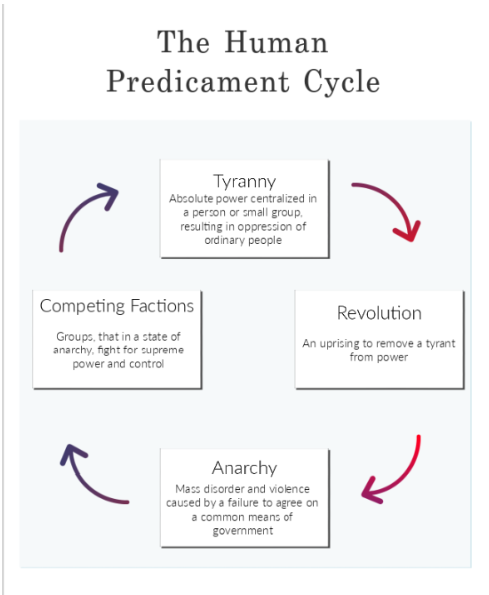 The Human
Predicament Cycle
Tyranny
Absolute power centralized in
a person or small group,
resulting in oppression of
ordinary people
Competing Factions
Groups, that in a state of
anarchy, fight for supreme
power and control
Revolution
An uprising to remove a tyrant
from power
Anarchy
Mass disorder and violence
caused by a failure to agree on
a common means of
government